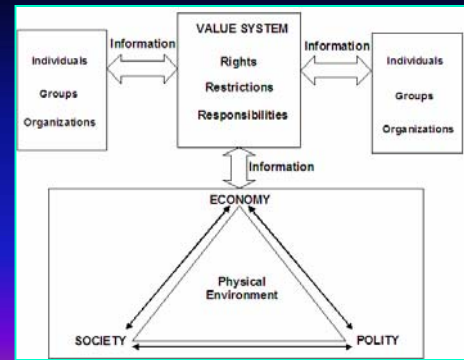 VALUE SYSTEM
Rights
Restrictions
Responsibilities
Information
Information
Individuals
Groups
Organizations
Individuals
Groups
Organizations
Information
ECONOMY
Physical
Environment
SOCIETY
POLITY